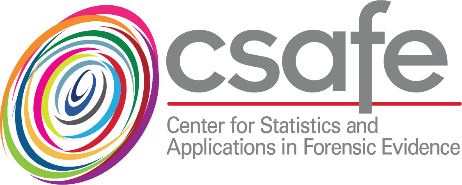 csafe
Center for Statistics and
Applications in Forensic Evidence